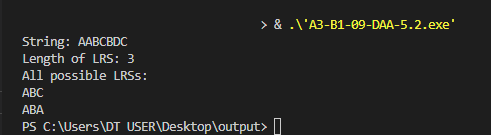 > & .\'A3-B1-09-DAA-5.2.exe'
String: AABCBDC
Length of LRS: 3
All possible LRSs:
ABC
ABA
PS C:\Users\DT USER\Desktop\output>